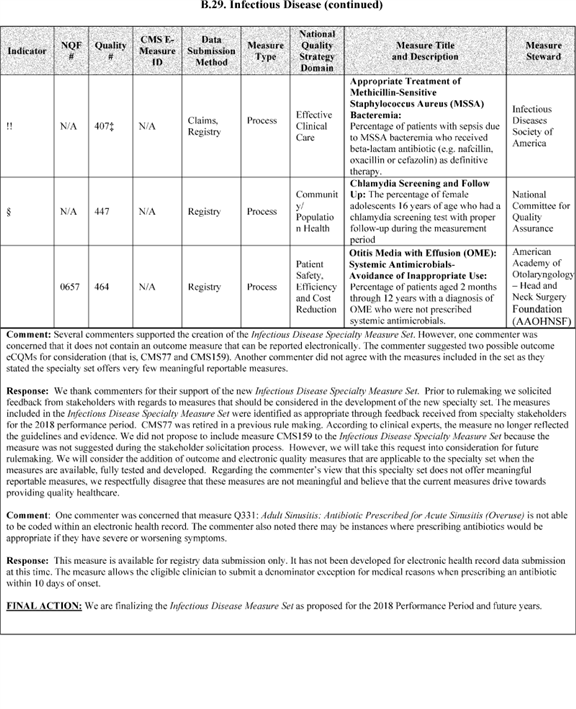 B.29. Infectious Disease (continued)
Indicator
NQF
#
Quality
#
CMS E-
Measure
ID
Data
Submission
Method
Measure
Type
National
Quality
Strategy
Domain
Measure Title
and Description
Measure
Steward
!!
N/A
407‡
N/A
Claims,
Registry
Process
Effective
Clinical
Care
Appropriate Treatment of
Methicillin-Sensitive
Staphylococcus Aureus (MSSA)
Bacteremia:
Percentage of patients with sepsis due
to MSSA bacteremia who received
beta-lactam antibiotic (e.g. nafcillin,
oxacillin or cefazolin) as definitive
therapy.
Infectious
Diseases
Society of
America
§
N/A
447
N/A
Registry
Process
Communit
y/
Populatio
n Health
Chlamydia Screening and Follow
Up: The percentage of female
adolescents 16 years of age who had a
chlamydia screening test with proper
follow-up during the measurement
period
National
Committee for
Quality
Assurance
0657
464
N/A
Registry
Process
Patient
Safety,
Efficiency
and Cost
Reduction
Otitis Media with Effusion (OME):
Systemic Antimicrobials-
Avoidance of Inappropriate Use:
Percentage of patients aged 2 months
through 12 years with a diagnosis of
OME who were not prescribed
systemic antimicrobials.
American
Academy of
Otolaryngology
– Head and
Neck Surgery
Foundation
(AAOHNSF)
Comment: Several commenters supported the creation of the Infectious Disease Specialty Measure Set. However, one commenter was
concerned that it does not contain an outcome measure that can be reported electronically. The commenter suggested two possible outcome
eCQMs for consideration (that is, CMS77 and CMS159). Another commenter did not agree with the measures included in the set as they
stated the specialty set offers very few meaningful reportable measures.
Response: We thank commenters for their support of the new Infectious Disease Specialty Measure Set. Prior to rulemaking we solicited
feedback from stakeholders with regards to measures that should be considered in the development of the new specialty set. The measures
included in the Infectious Disease Specialty Measure Set were identified as appropriate through feedback received from specialty stakeholders
for the 2018 performance period. CMS77 was retired in a previous rule making. According to clinical experts, the measure no longer reflected
the guidelines and evidence. We did not propose to include measure CMS159 to the Infectious Disease Specialty Measure Set because the
measure was not suggested during the stakeholder solicitation process. However, we will take this request into consideration for future
rulemaking. We will consider the addition of outcome and electronic quality measures that are applicable to the specialty set when the
measures are available, fully tested and developed. Regarding the commenter's view that this specialty set does not offer meaningful
reportable measures, we respectfully disagree that these measures are not meaningful and believe that the current measures drive towards
providing quality healthcare.
Comment: One commenter was concerned that measure Q331: Adult Sinusitis: Antibiotic Prescribed for Acute Sinusitis (Overuse) is not able
to be coded within an electronic health record. The commenter also noted there may be instances where prescribing antibiotics would be
appropriate if they have severe or worsening symptoms.
Response: This measure is available for registry data submission only. It has not been developed for electronic health record data submission
at this time. The measure allows the eligible clinician to submit a denominator exception for medical reasons when prescribing an antibiotic
within 10 days of onset.
FINAL ACTION: We are finalizing the Infectious Disease Measure Set as proposed for the 2018 Performance Period and future years.